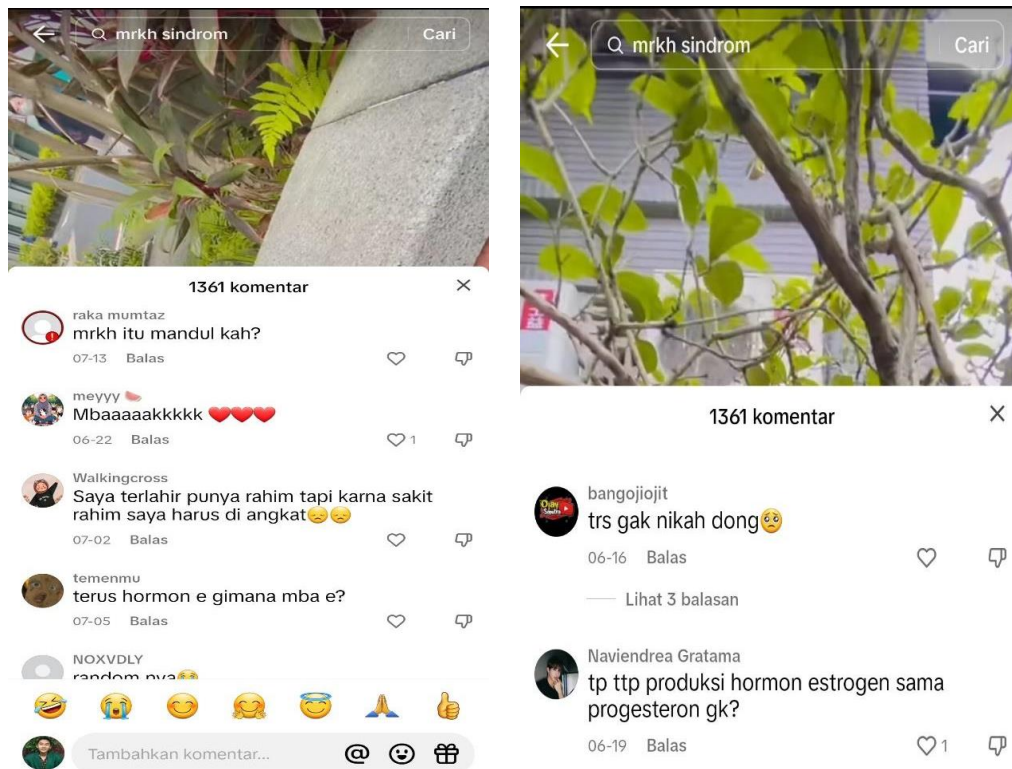 mrkh sindrom
Cari
1361 komentar
raka mumtaz
mrkh itu mandul kah?
07-13 Balas
meyyy 🍉
Mbaaaaakkkkk ❤️❤️❤️
06-22 Balas 1
Walkingcross
Saya terlahir punya rahim tapi karna sakit
rahim saya harus di angkat😞😞
07-02 Balas
temenmu
terus hormon e gimana mba e?
07-05 Balas
NOXVDLY
random nya😭
Tambahkan komentar...
mrkh sindrom
Cari
1361 komentar
bangojiojit
trs gak nikah dong🥺
06-16 Balas
Lihat 3 balasan
Naviendrea Gratama
tp ttp produksi hormon estrogen sama
progesteron gk?
06-19 Balas 1